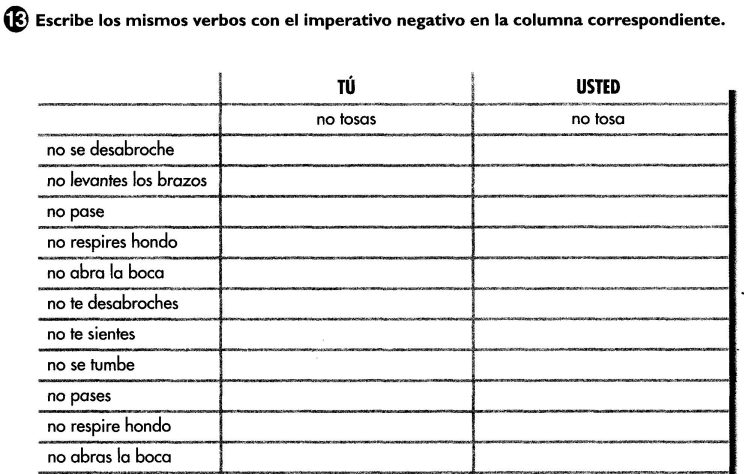 13 Escribe los mismos verbos con el imperativo negativo en la columna correspondiente.
TÚ USTED
no tosas no tosa
no se desabroche
no levantes los brazos
no pase
no respires hondo
no abra la boca
no te desabroches
no te sientes
no se tumbe
no pases
no respire hondo
no abras la boca